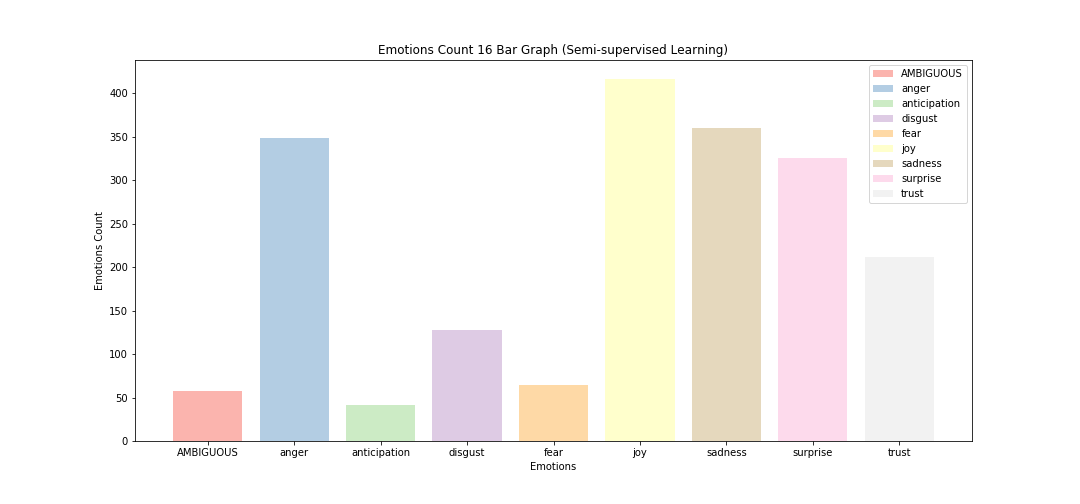 Emotions Count 16 Bar Graph (Semi-supervised Learning)
AMBIGUOUS
anger
anticipation
disgust
fear
joy
sadness
surprise
trust
400
350
300
250
200
150
100
50
0
Emotions Count
AMBIGUOUS anger anticipation disgust fear joy sadness surprise trust
Emotions